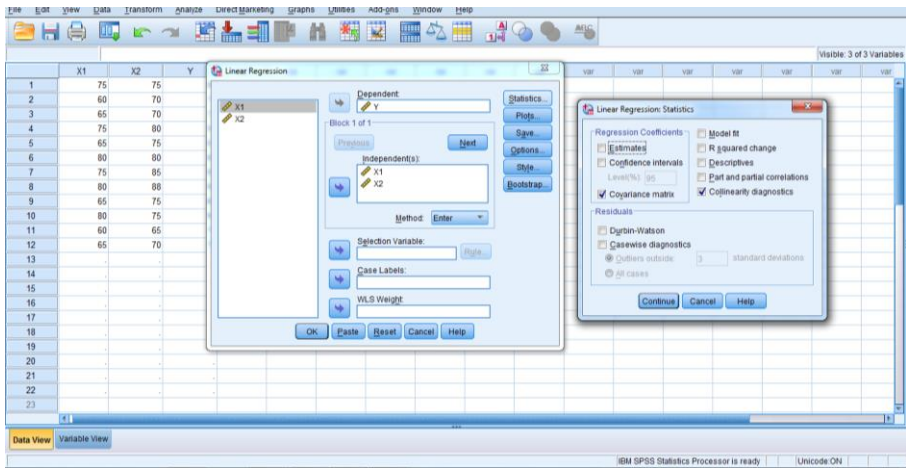 File Edit View Data Transform Analyze Direct Marketing Graphs Utilities Add-ons Window Help
Visible: 3 of 3 Variables
X1 X2 Y var var var var var var
1 75 75
2 60 70
3 65 70
4 75 80
5 65 75
6 80 80
7 75 85
8 80 88
9 65 75
10 80 75
11 60 65
12 65 70
13
14
15
16
17
18
19
20
21
22
23
Linear Regression
X1
X2
Dependent:
Y
Block 1 of 1
Previous Next
Independent(s):
X1
X2
Method: Enter
Selection Variable:
Rule...
Case Labels:
WLS Weight:
Statistics...
Plots...
Save...
Options...
Style...
Bootstrap...
OK Paste Reset Cancel Help
Linear Regression: Statistics
Regression Coefficients
Estimates
Confidence intervals
Level(%): 95
Covariance matrix
Model fit
R squared change
Descriptives
Part and partial correlations
Collinearity diagnostics
Residuals
Durbin-Watson
Casewise diagnostics
Outliers outside: 3 standard deviations
All cases
Continue Cancel Help
Data View Variable View
IBM SPSS Statistics Processor is ready Unicode:ON